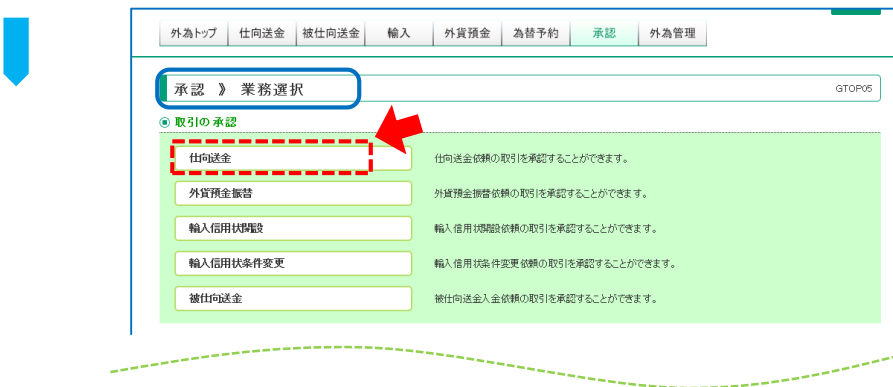 外為トップ 仕向送金 被仕向送金 輸入 外貨預金 為替予約 承認 外為管理
承認 》 業務選択 GTOP05
取引の承認
仕向送金 仕向送金依頼の取引を承認することができます。
外貨預金振替 外貨預金振替依頼の取引を承認することができます。
輸入信用状開設 輸入信用状開設依頼の取引を承認することができます。
輸入信用状条件変更 輸入信用状条件変更依頼の取引を承認することができます。
被仕向送金 被仕向送金入金依頼の取引を承認することができます。